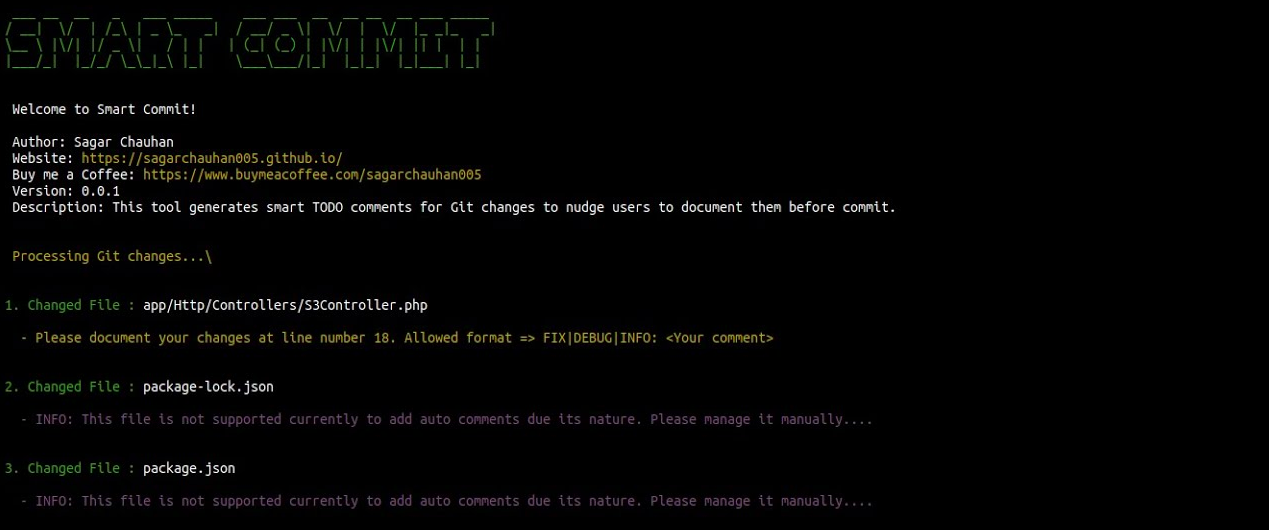 SMART COMMIT
Welcome to Smart Commit!
Author: Sagar Chauhan
Website: https://sagarchauhan005.github.io/
Buy me a Coffee: https://www.buymeacoffee.com/sagarchauhan005
Version: 0.0.1
Description: This tool generates smart TODO comments for Git changes to nudge users to document them before commit.
Processing Git changes...\
1. Changed File : app/Http/Controllers/S3Controller.php
- Please document your changes at line number 18. Allowed format => FIX|DEBUG|INFO: <Your comment>
2. Changed File : package-lock.json
- INFO: This file is not supported currently to add auto comments due its nature. Please manage it manually....
3. Changed File : package.json
- INFO: This file is not supported currently to add auto comments due its nature. Please manage it manually....